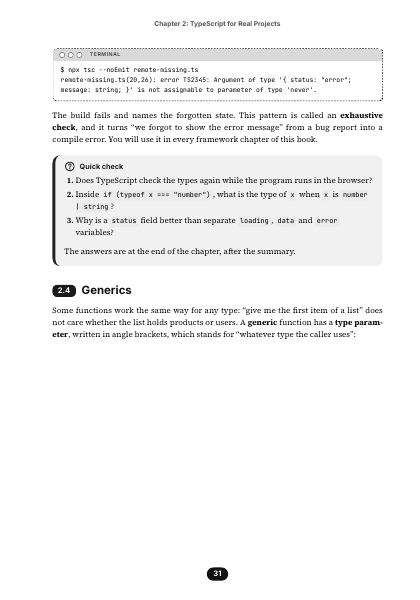 Chapter 2: TypeScript for Real Projects
TERMINAL
$ npx tsc --noEmit remote-missing.ts
remote-missing.ts(20,26): error TS2345: Argument of type '{ status: "error";
message: string; }' is not assignable to parameter of type 'never'.
The build fails and names the forgotten state. This pattern is called an exhaustive
check, and it turns “we forgot to show the error message” from a bug report into a
compile error. You will use it in every framework chapter of this book.
? Quick check
1. Does TypeScript check the types again while the program runs in the browser?
2. Inside if (typeof x === "number"), what is the type of x when x is number
| string?
3. Why is a status field better than separate loading, data and error
variables?
The answers are at the end of the chapter, after the summary.
2.4 Generics
Some functions work the same way for any type: “give me the first item of a list” does
not care whether the list holds products or users. A generic function has a type param-
eter, written in angle brackets, which stands for “whatever type the caller uses”:
31